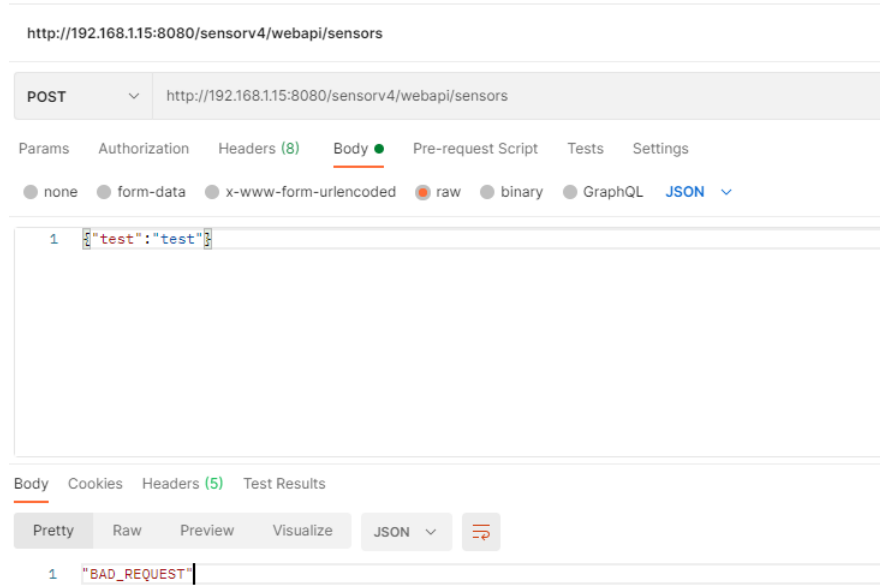 http://192.168.1.15:8080/sensorv4/webapi/sensors
POST http://192.168.1.15:8080/sensorv4/webapi/sensors
Params Authorization Headers (8) Body Pre-request Script Tests Settings
none form-data x-www-form-urlencoded raw binary GraphQL JSON
1 {"test":"test"}
Body Cookies Headers (5) Test Results
Pretty Raw Preview Visualize JSON
1 "BAD_REQUEST"